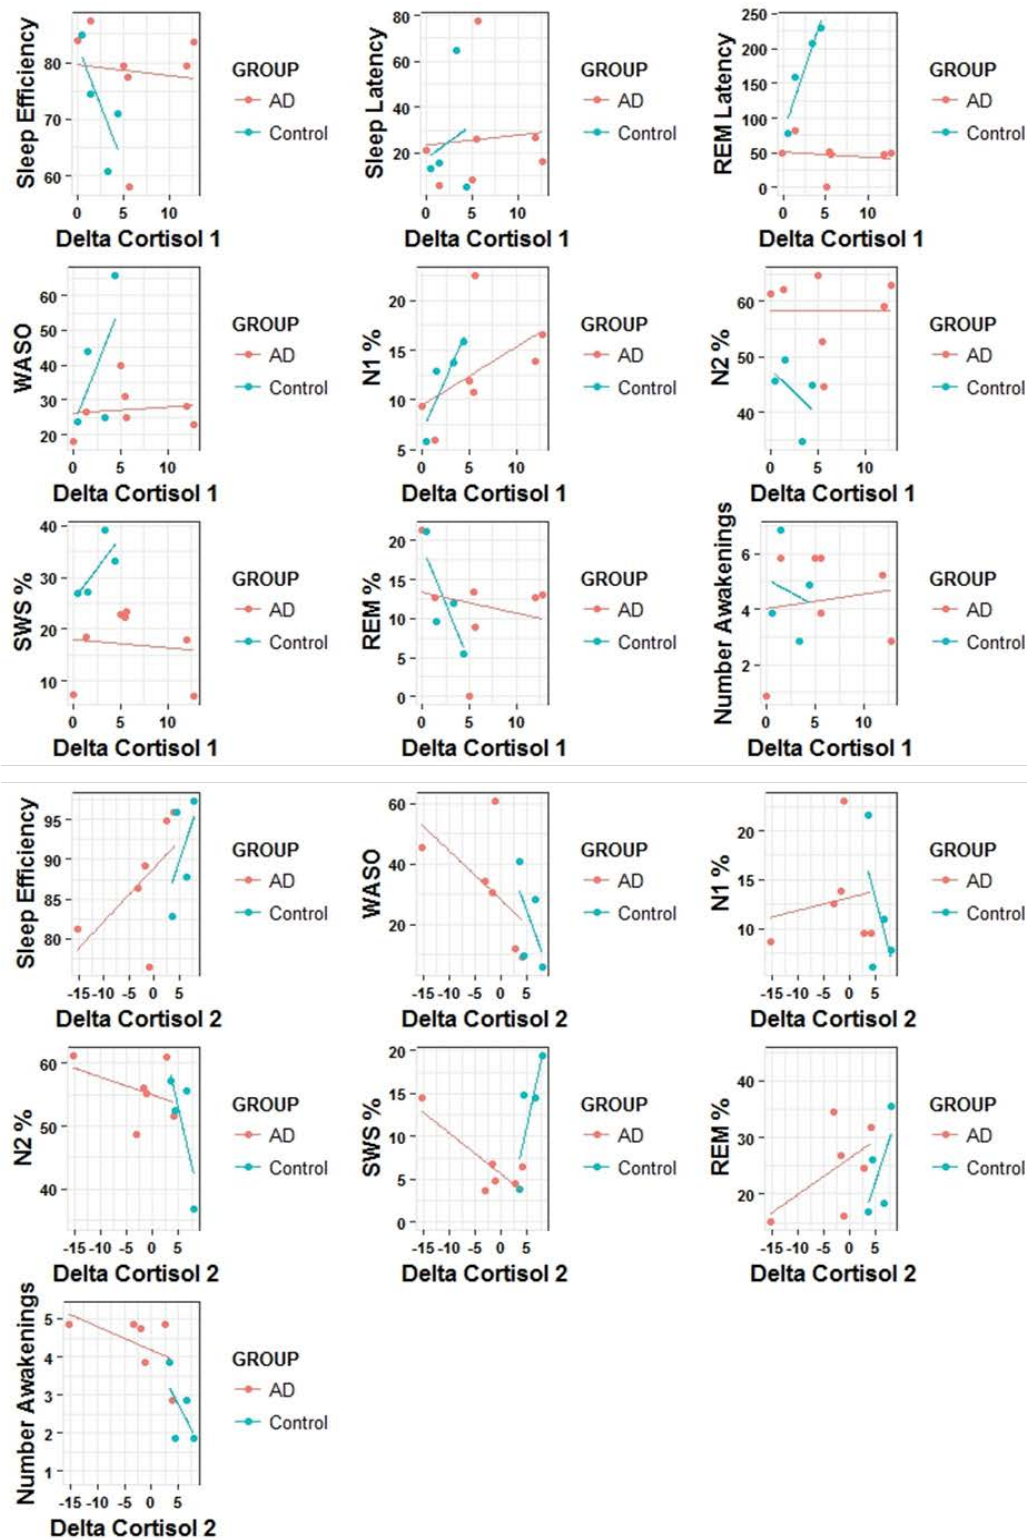 Sleep Efficiency
80
70
60
0 5 10
Delta Cortisol 1
GROUP
AD
Control
Sleep Latency
80
60
40
20
0 5 10
Delta Cortisol 1
GROUP
AD
Control
REM Latency
250
200
150
100
50
0
0 5 10
Delta Cortisol 1
GROUP
AD
Control
WASO
60
50
40
30
20
0 5 10
Delta Cortisol 1
GROUP
AD
Control
N1 %
20
15
10
5
0 5 10
Delta Cortisol 1
GROUP
AD
Control
N2 %
60
50
40
0 5 10
Delta Cortisol 1
GROUP
AD
Control
SWS %
40
30
20
10
0 5 10
Delta Cortisol 1
GROUP
AD
Control
REM %
20
15
10
5
0
0 5 10
Delta Cortisol 1
GROUP
AD
Control
Number Awakenings
6
4
2
0 5 10
Delta Cortisol 1
GROUP
AD
Control
Sleep Efficiency
95
90
85
80
-15 -10 -5 0 5
Delta Cortisol 2
GROUP
AD
Control
WASO
60
40
20
-15 -10 -5 0 5
Delta Cortisol 2
GROUP
AD
Control
N1 %
20
15
10
-15 -10 -5 0 5
Delta Cortisol 2
GROUP
AD
Control
N2 %
60
50
40
-15 -10 -5 0 5
Delta Cortisol 2
GROUP
AD
Control
SWS %
20
15
10
5
0
-15 -10 -5 0 5
Delta Cortisol 2
GROUP
AD
Control
REM %
40
30
20
-15 -10 -5 0 5
Delta Cortisol 2
GROUP
AD
Control
Number Awakenings
5
4
3
2
1
-15 -10 -5 0 5
Delta Cortisol 2
GROUP
AD
Control